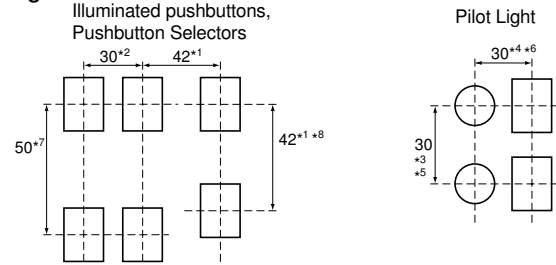 Illuminated pushbuttons,
Pushbutton Selectors
30*2
42*1
50*7
42*1 *8
Pilot Light
30*4 *6
30
*3
*5